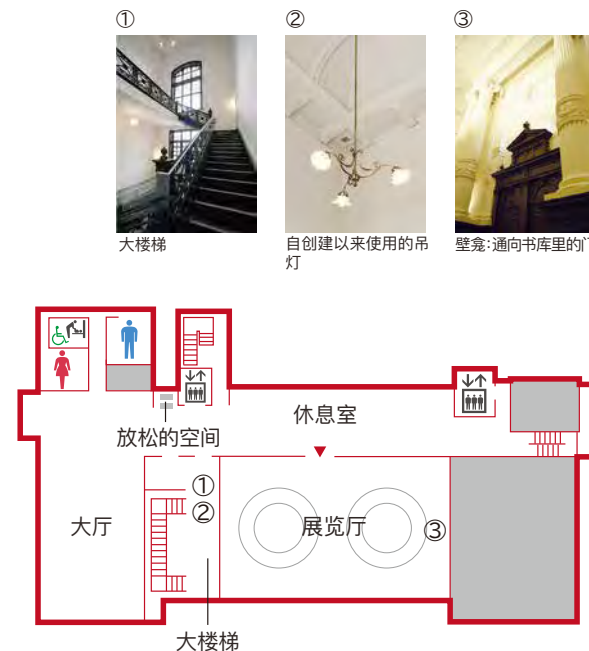 ① ② ③
大楼梯
自创建以来使用的吊
灯
壁龛:通向书库里的门
休息室
放松的空间
①
②
大厅
展览厅
③
大楼梯